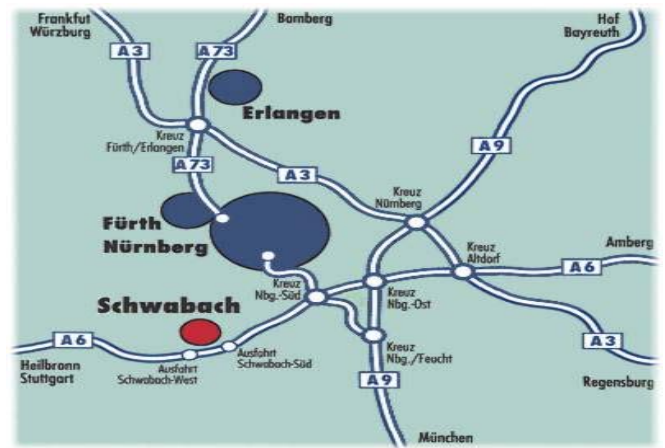 Frankfut
Würzburg
Bamberg
Hof
Bayreuth
A3
A73
Erlangen
Kreuz
Fürth/Erlangen
A73
A3
A9
Kreuz
Nürnberg
Fürth
Nürnberg
Kreuz
Altdorf
Amberg
A6
Kreuz
Nbg.-Süd
Kreuz
Nbg.-Ost
Schwabach
A6
Heilbronn
Stuttgart
Ausfahrt
Schwabach-West
Ausfahrt
Schwabach-Süd
Kreuz
Nbg./Feucht
A3
A9
Regensburg
München